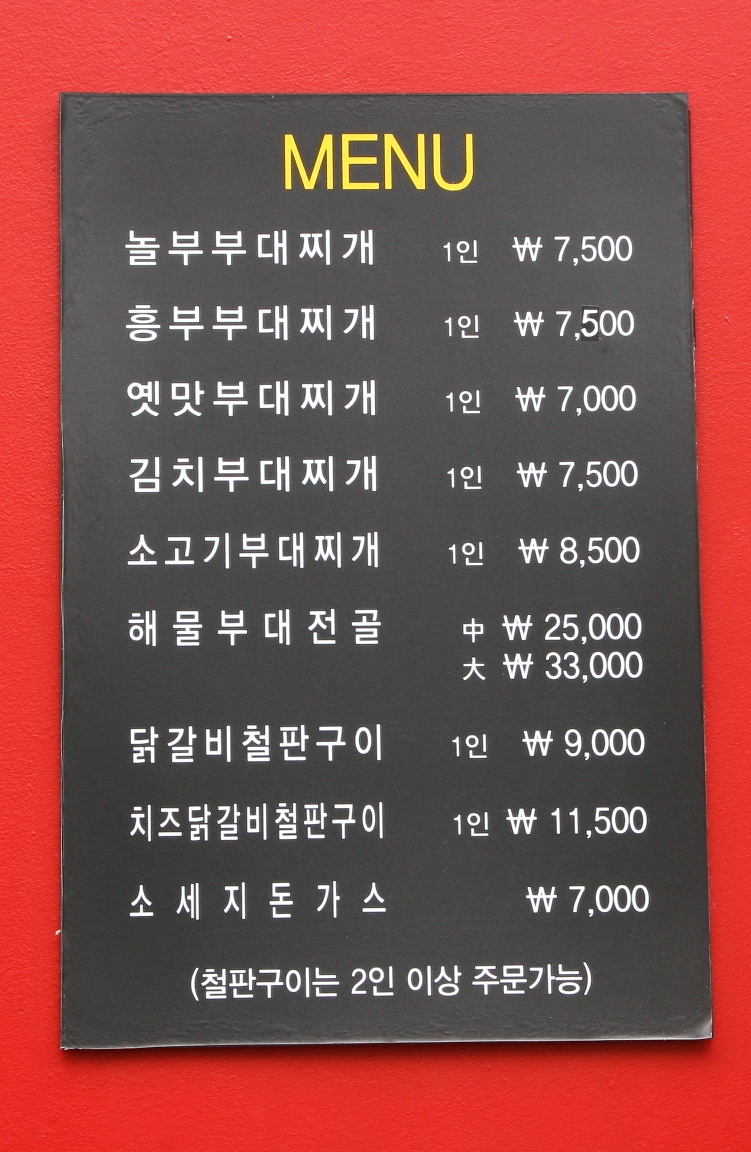 MENU
놀부부대찌개 1인 ₩ 7,500
흥부부대찌개 1인 ₩ 7,500
옛맛부대찌개 1인 ₩ 7,000
김치부대찌개 1인 ₩ 7,500
소고기부대찌개 1인 ₩ 8,500
해물부대전골 中 ₩ 25,000
大 ₩ 33,000
닭갈비철판구이 1인 ₩ 9,000
치즈닭갈비철판구이 1인 ₩ 11,500
소세지돈가스 ₩ 7,000
(철판구이는 2인 이상 주문가능)